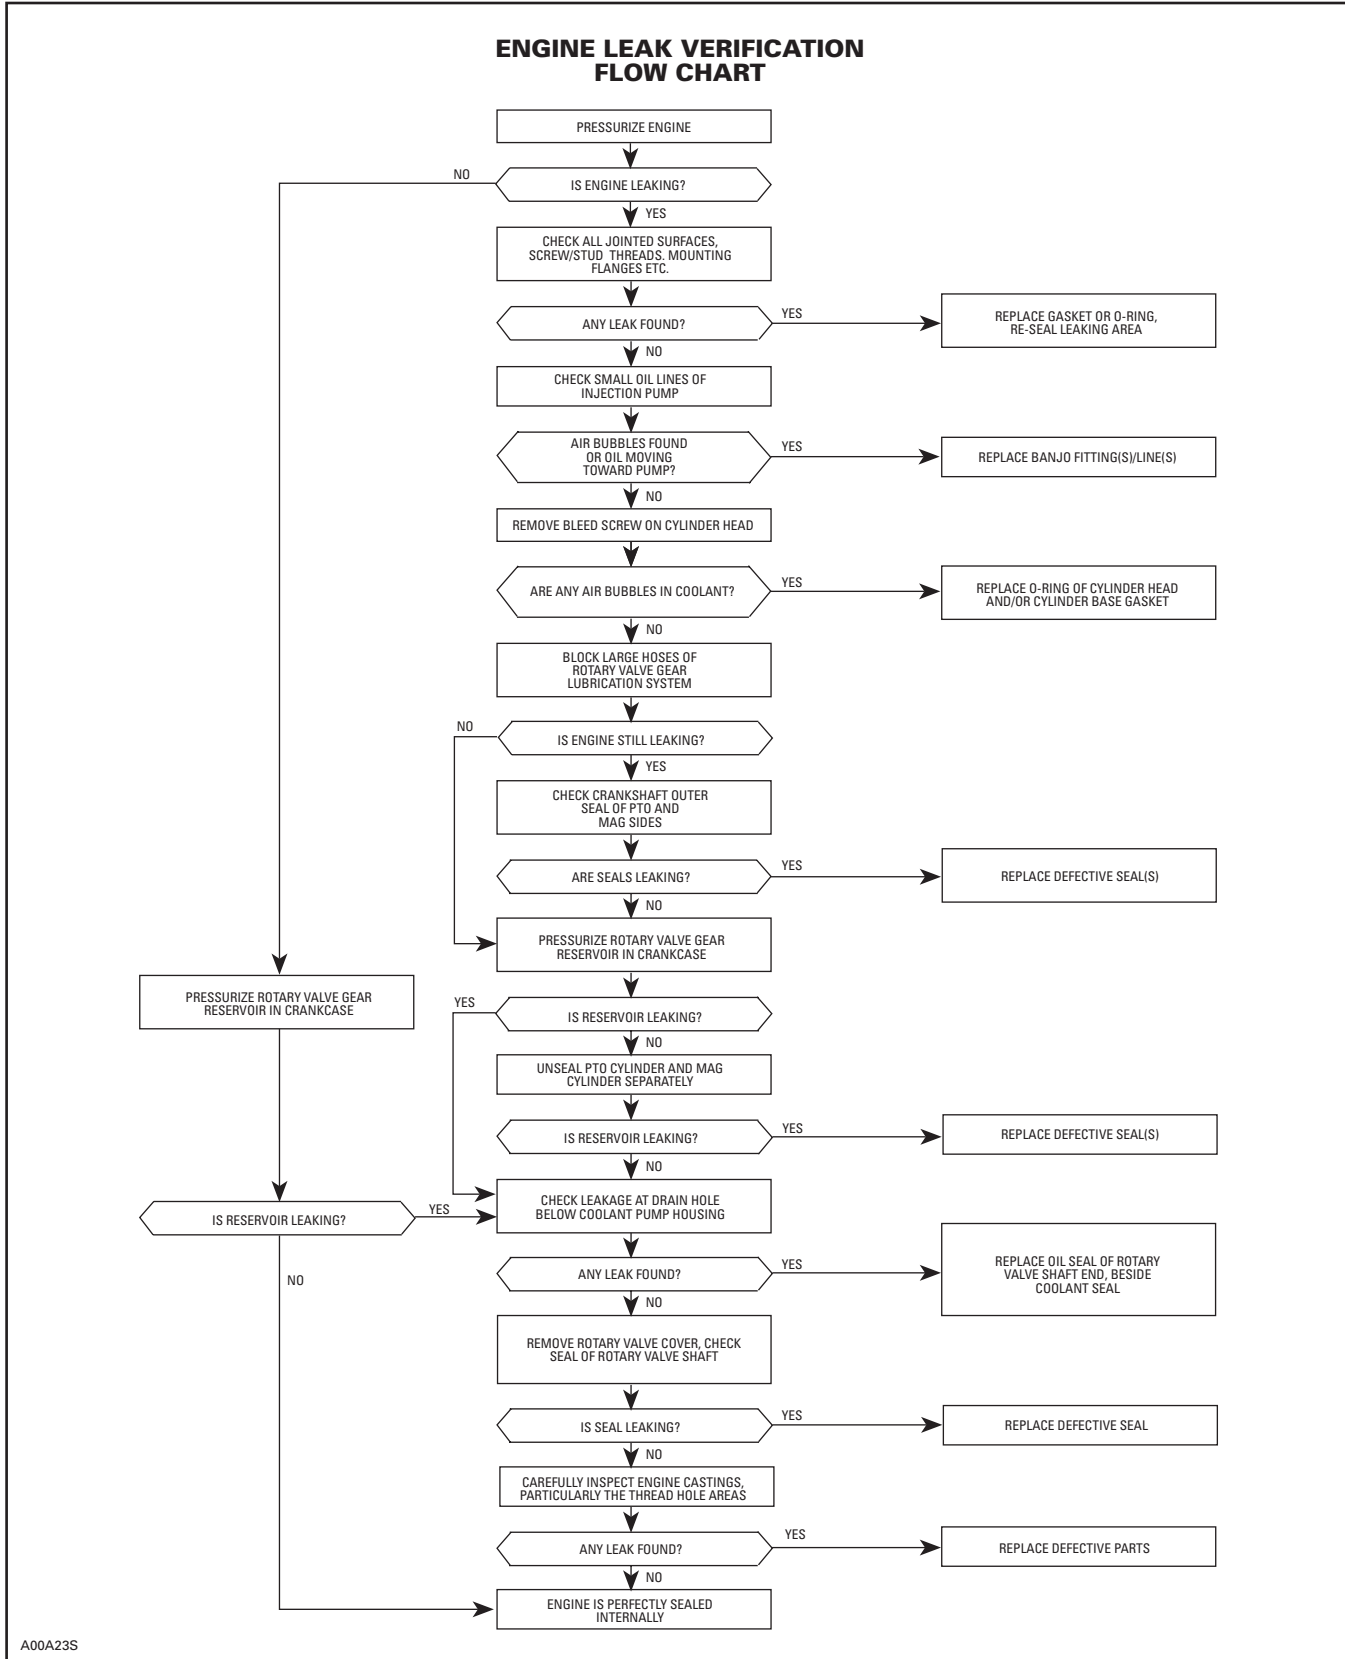 ENGINE LEAK VERIFICATION
FLOW CHART
PRESSURIZE ENGINE
NO
IS ENGINE LEAKING?
YES
CHECK ALL JOINTED SURFACES,
SCREW/STUD THREADS. MOUNTING
FLANGES ETC.
ANY LEAK FOUND?
YES
REPLACE GASKET OR O-RING,
RE-SEAL LEAKING AREA
NO
CHECK SMALL OIL LINES OF
INJECTION PUMP
AIR BUBBLES FOUND
OR OIL MOVING
TOWARD PUMP?
YES
REPLACE BANJO FITTING(S)/LINE(S)
NO
REMOVE BLEED SCREW ON CYLINDER HEAD
ARE ANY AIR BUBBLES IN COOLANT?
YES
REPLACE O-RING OF CYLINDER HEAD
AND/OR CYLINDER BASE GASKET
NO
BLOCK LARGE HOSES OF
ROTARY VALVE GEAR
LUBRICATION SYSTEM
NO
IS ENGINE STILL LEAKING?
YES
CHECK CRANKSHAFT OUTER
SEAL OF PTO AND
MAG SIDES
ARE SEALS LEAKING?
YES
REPLACE DEFECTIVE SEAL(S)
NO
PRESSURIZE ROTARY VALVE GEAR
RESERVOIR IN CRANKCASE
PRESSURIZE ROTARY VALVE GEAR
RESERVOIR IN CRANKCASE
YES
IS RESERVOIR LEAKING?
NO
UNSEAL PTO CYLINDER AND MAG
CYLINDER SEPARATELY
IS RESERVOIR LEAKING?
YES
REPLACE DEFECTIVE SEAL(S)
NO
CHECK LEAKAGE AT DRAIN HOLE
BELOW COOLANT PUMP HOUSING
IS RESERVOIR LEAKING?
YES
NO
ANY LEAK FOUND?
YES
REPLACE OIL SEAL OF ROTARY
VALVE SHAFT END, BESIDE
COOLANT SEAL
NO
REMOVE ROTARY VALVE COVER, CHECK
SEAL OF ROTARY VALVE SHAFT
IS SEAL LEAKING?
YES
REPLACE DEFECTIVE SEAL
NO
CAREFULLY INSPECT ENGINE CASTINGS,
PARTICULARLY THE THREAD HOLE AREAS
ANY LEAK FOUND?
YES
REPLACE DEFECTIVE PARTS
NO
ENGINE IS PERFECTLY SEALED
INTERNALLY
A00A23S